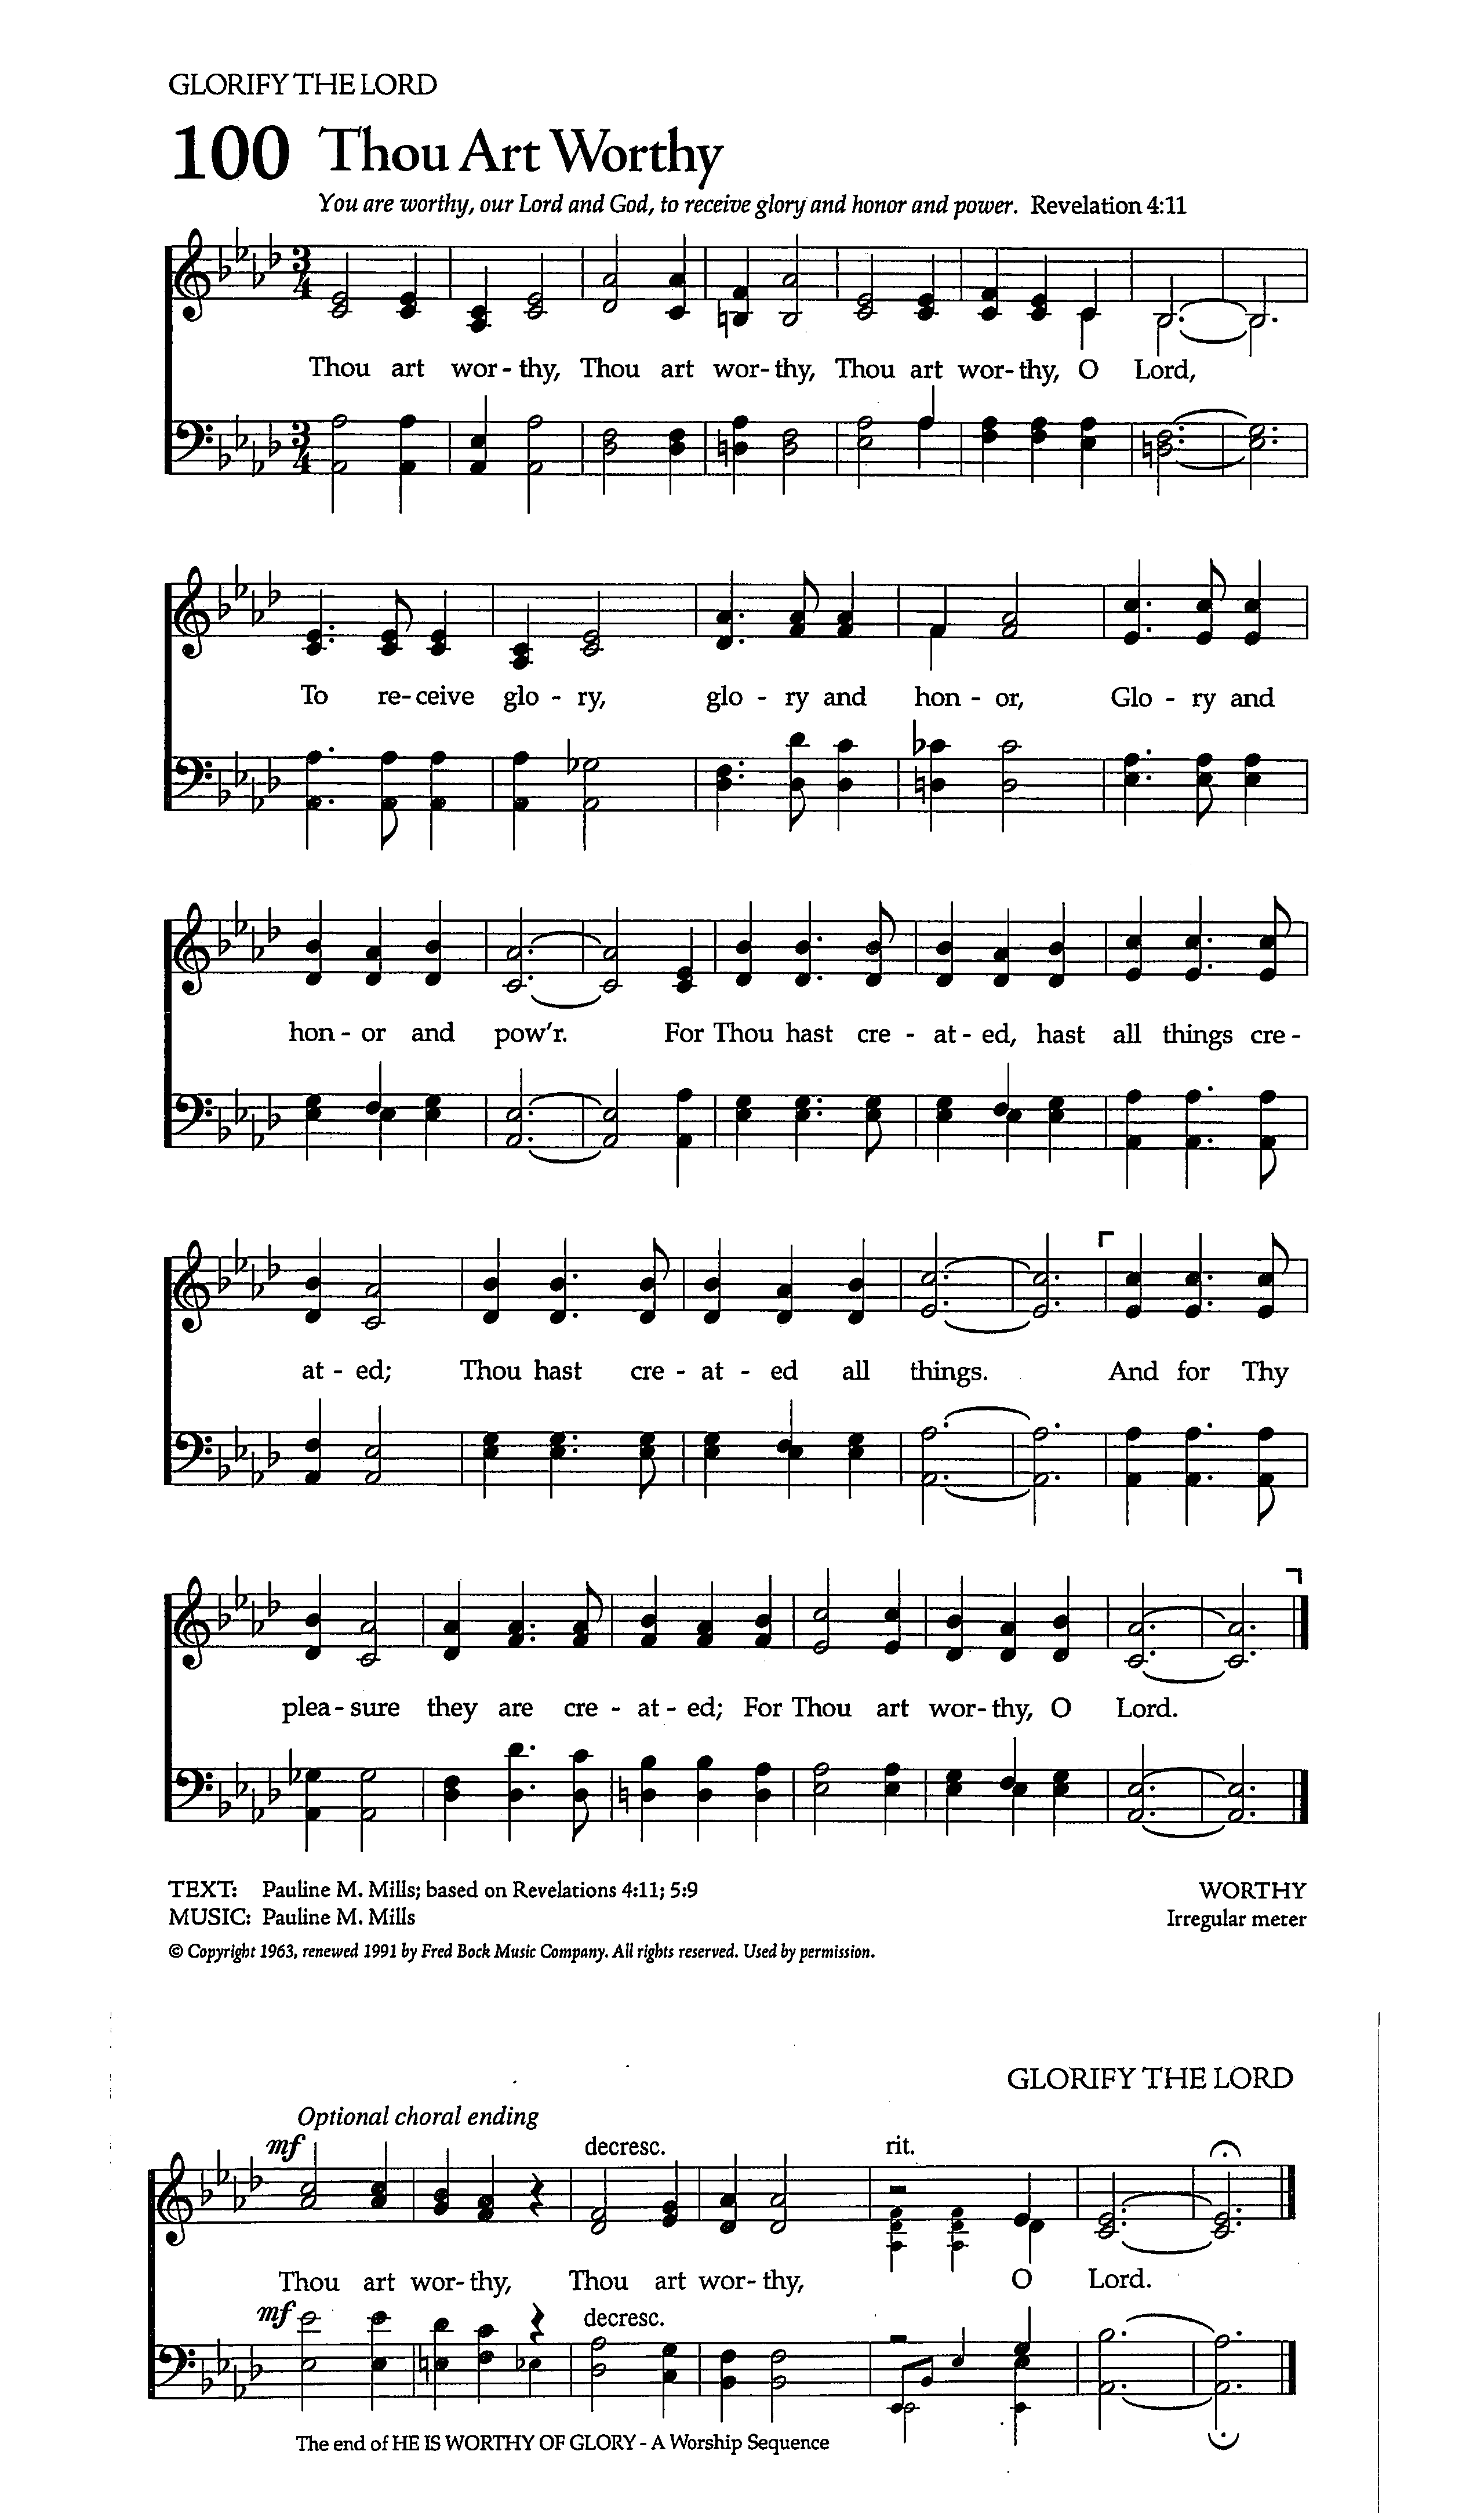 GLORIFY THE LORD
100 Thou Art Worthy
You are worthy, our Lord and God, to receive glory and honor and power. Revelation 4:11
3 4
Thou art wor - thy, Thou art wor - thy, Thou art wor - thy, O Lord,
3 4
To re - ceive glo - ry, glo - ry and hon - or, Glo - ry and
hon - or and pow'r. For Thou hast cre - at - ed, hast all things cre -
at - ed; Thou hast cre - at - ed all things. And for Thy
plea - sure they are cre - at - ed; For Thou art wor - thy, O Lord.
TEXT: Pauline M. Mills; based on Revelations 4:11; 5:9 WORTHY
MUSIC: Pauline M. Mills Irregular meter
© Copyright 1963, renewed 1991 by Fred Bock Music Company. All rights reserved. Used by permission.
GLORIFY THE LORD
Optional choral ending
mf decresc. rit.
Thou art wor - thy, Thou art wor - thy, O Lord.
mf decresc.
The end of HE IS WORTHY OF GLORY - A Worship Sequence